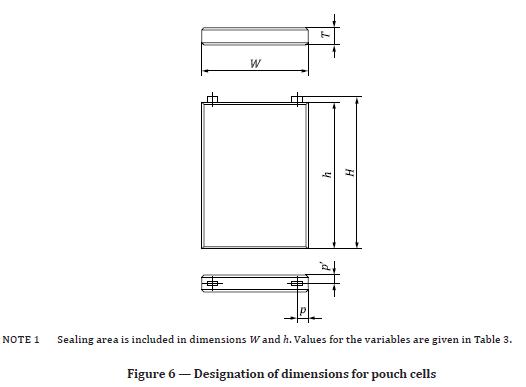 T
W
h
H
p'
p
NOTE 1 Sealing area is included in dimensions W and h. Values for the variables are given in Table 3.
Figure 6 — Designation of dimensions for pouch cells